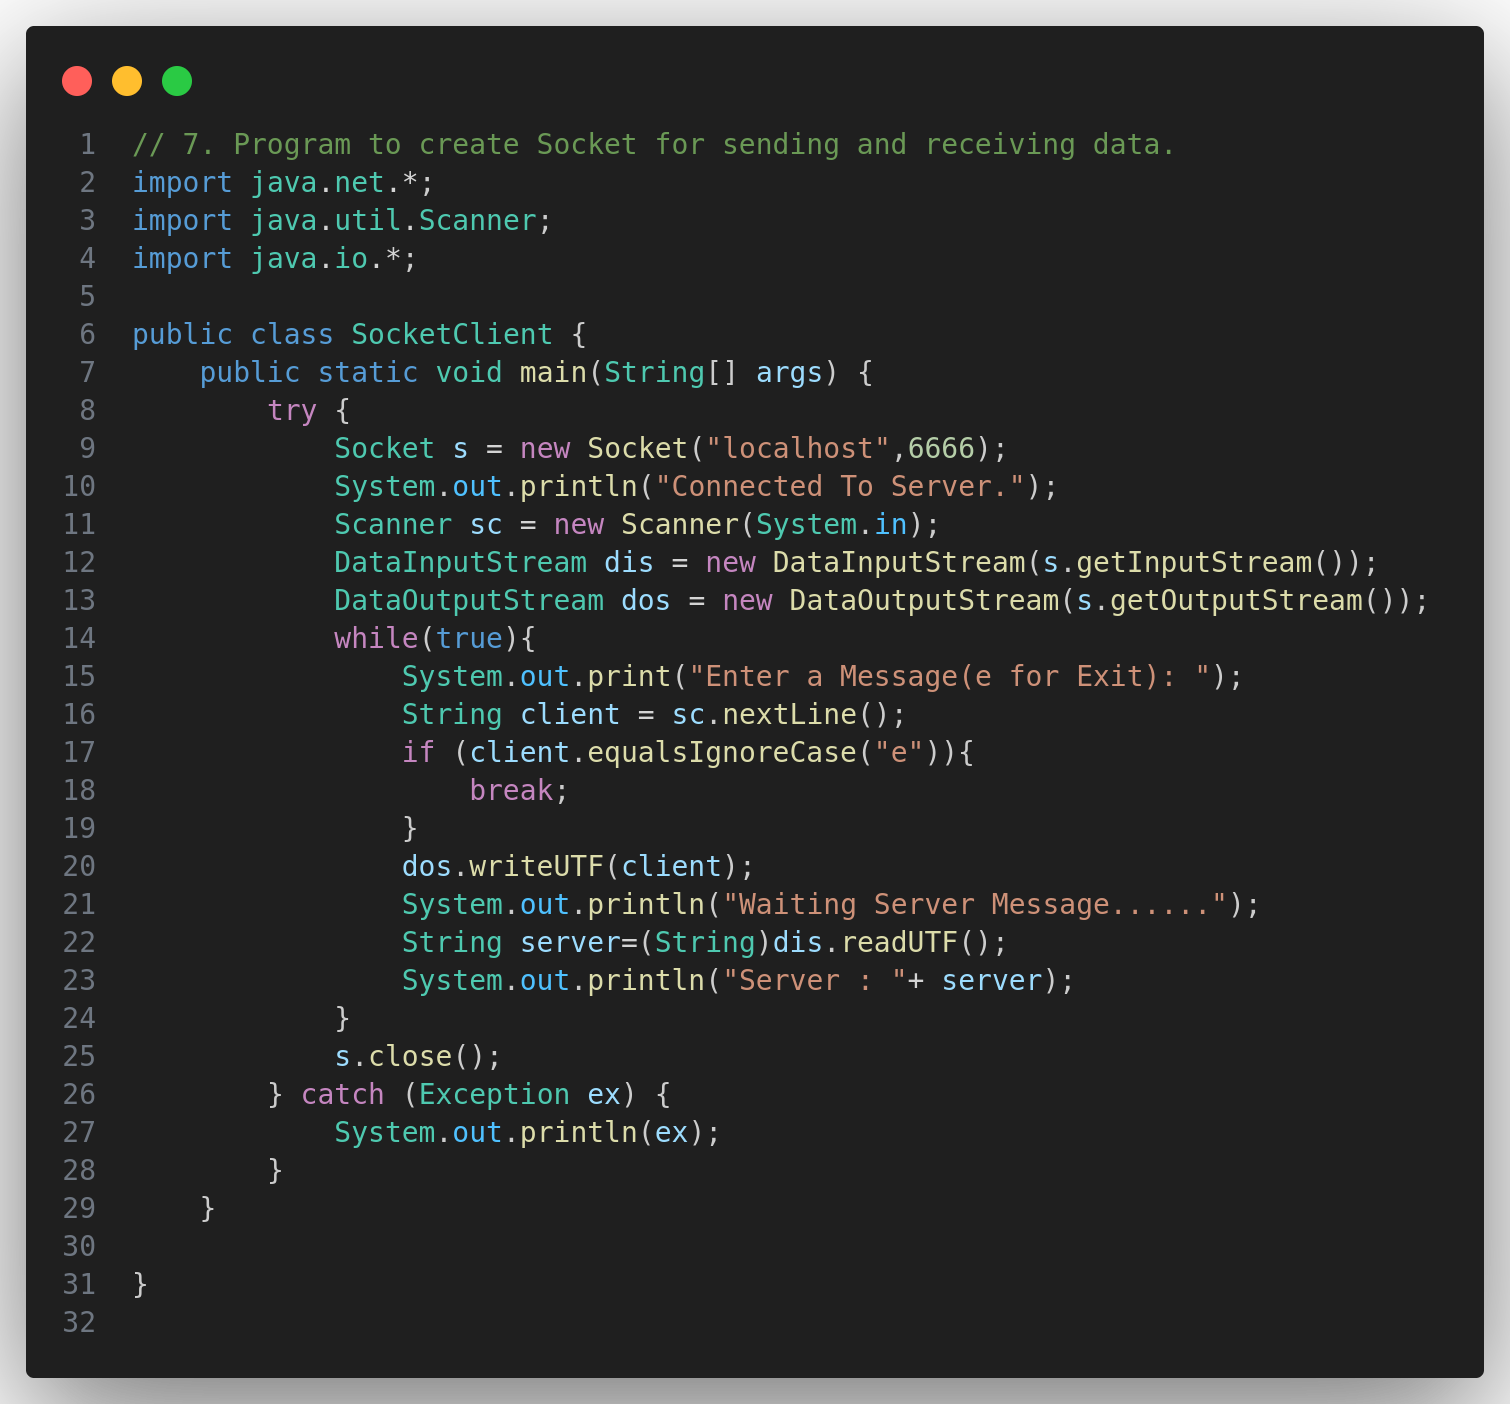 1 // 7. Program to create Socket for sending and receiving data.
2 import java.net.*;
3 import java.util.Scanner;
4 import java.io.*;
5
6 public class SocketClient {
7     public static void main(String[] args) {
8         try {
9             Socket s = new Socket("localhost",6666);
10             System.out.println("Connected To Server.");
11             Scanner sc = new Scanner(System.in);
12             DataInputStream dis = new DataInputStream(s.getInputStream());
13             DataOutputStream dos = new DataOutputStream(s.getOutputStream());
14             while(true){
15                 System.out.print("Enter a Message(e for Exit): ");
16                 String client = sc.nextLine();
17                 if (client.equalsIgnoreCase("e")){
18                     break;
19                 }
20                 dos.writeUTF(client);
21                 System.out.println("Waiting Server Message......");
22                 String server=(String)dis.readUTF();
23                 System.out.println("Server : "+ server);
24             }
25             s.close();
26         } catch (Exception ex) {
27             System.out.println(ex);
28         }
29     }
30
31 }
32